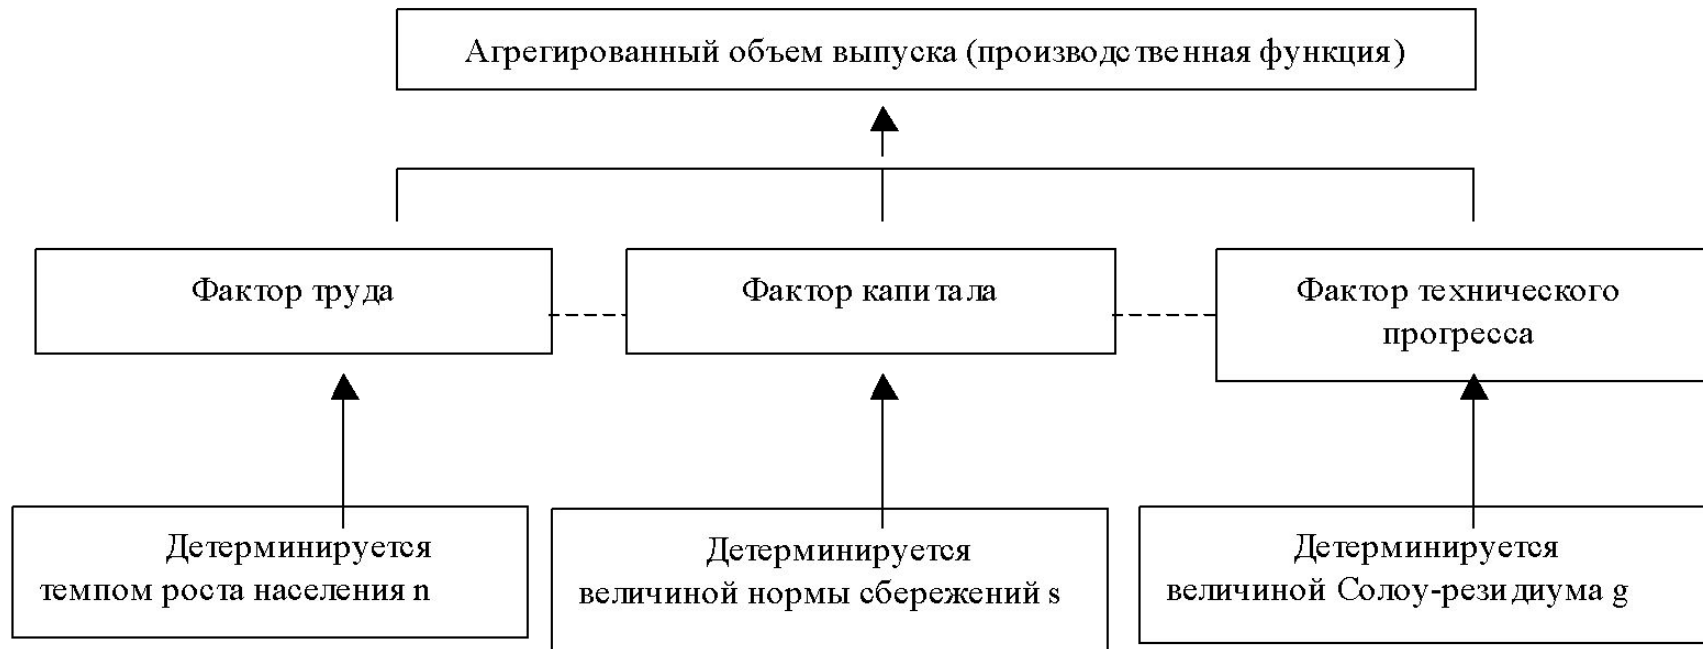 Агрегированный объем выпуска (производственная функция)
Фактор труда
Фактор капитала
Фактор технического
прогресса
Детерминируется
темпом роста населения n
Детерминируется
величиной нормы сбережений s
Детерминируется
величиной Солоу-резидиума g